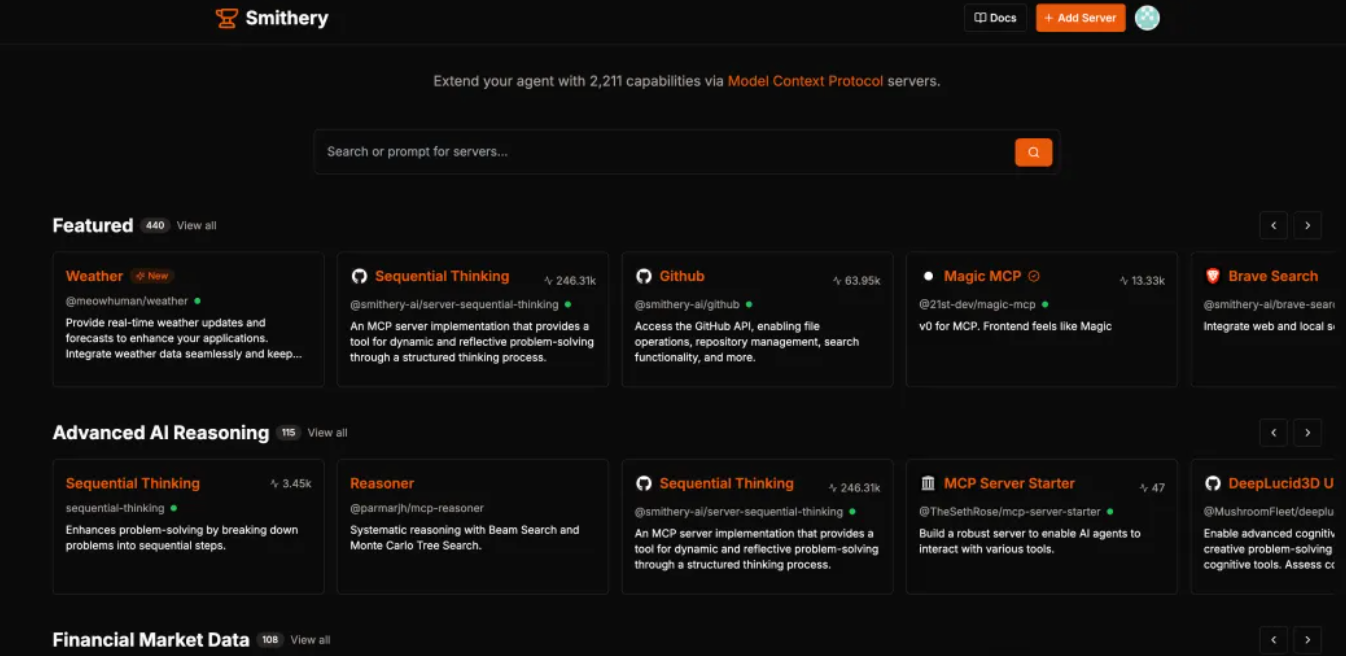 Smithery
Docs
+ Add Server
Extend your agent with 2,211 capabilities via Model Context Protocol servers.
Search or prompt for servers...
Featured 440 View all
Weather New
@meowhuman/weather
Provide real-time weather updates and
forecasts to enhance your applications.
Integrate weather data seamlessly and keep...
Sequential Thinking 246.31k
@smithery-ai/server-sequential-thinking
An MCP server implementation that provides a
tool for dynamic and reflective problem-solving
through a structured thinking process.
Github 63.95k
@smithery-ai/github
Access the GitHub API, enabling file
operations, repository management, search
functionality, and more.
Magic MCP 13.33k
@21st-dev/magic-mcp
v0 for MCP. Frontend feels like Magic
Brave Search
@smithery-ai/brave-sear
Integrate web and local
Advanced AI Reasoning 115 View all
Sequential Thinking 3.45k
sequential-thinking
Enhances problem-solving by breaking down
problems into sequential steps.
Reasoner
@parmarjh/mcp-reasoner
Systematic reasoning with Beam Search and
Monte Carlo Tree Search.
Sequential Thinking 246.31k
@smithery-ai/server-sequential-thinking
An MCP server implementation that provides a
tool for dynamic and reflective problem-solving
through a structured thinking process.
MCP Server Starter 47
@TheSethRose/mcp-server-starter
Build a robust server to enable AI agents to
interact with various tools.
DeepLucid3D U
@MushroomFleet/deeplu
Enable advanced cogniti
creative problem-solving
cognitive tools. Assess co
Financial Market Data 108 View all